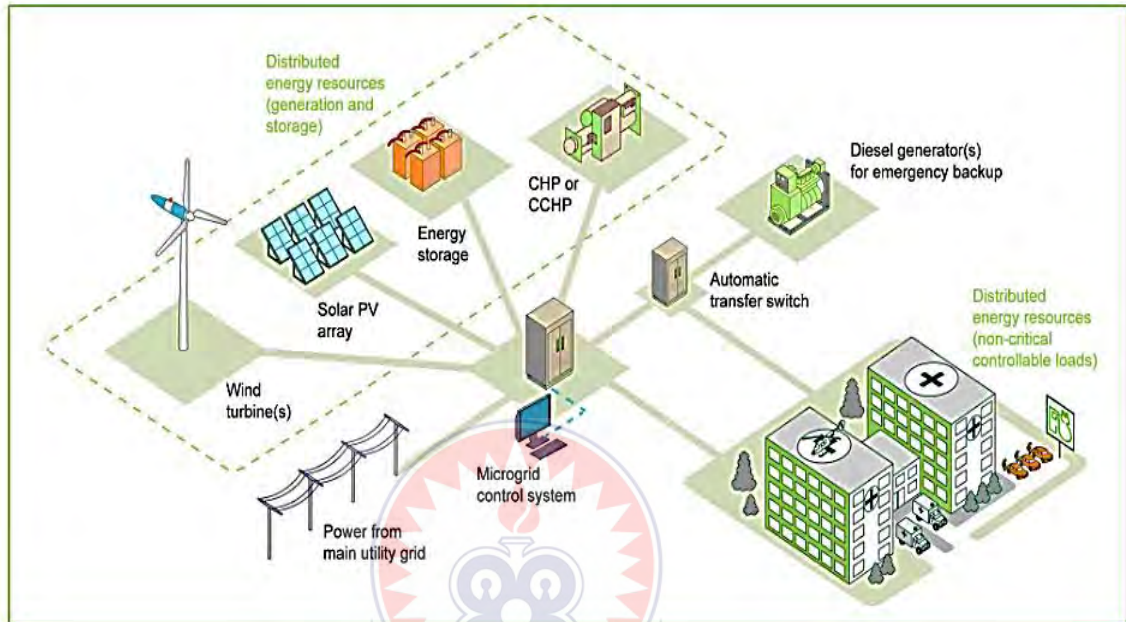 Distributed
energy resources
(generation and
storage)
CHP or
CCHP
Diesel generator(s)
for emergency backup
Energy
storage
Automatic
transfer switch
Solar PV
array
Distributed
energy resources
(non-critical
controllable loads)
Wind
turbine(s)
Microgrid
control system
Power from
main utility grid